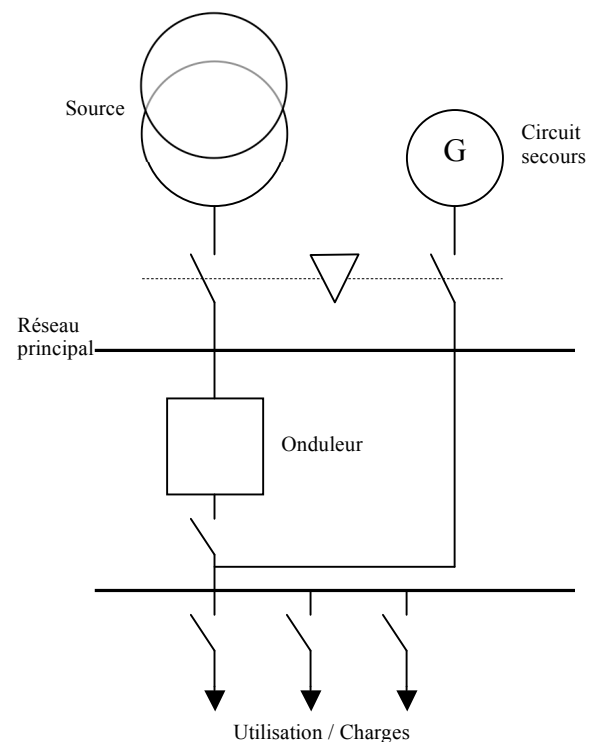 Source
G
Circuit
secours
Réseau
principal
Onduleur
Utilisation / Charges